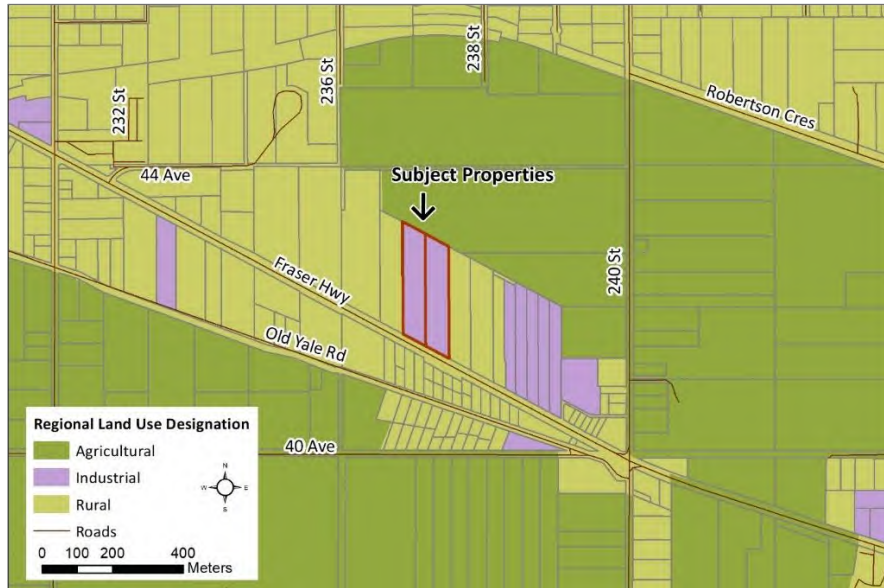 238 St
236 St
232 St
Robertson Cres
44 Ave
Subject Properties
240 St
Fraser Hwy
Old Yale Rd
40 Ave
Regional Land Use Designation
Agricultural
Industrial
Rural
Roads
N
W E
S
0 100 200 400
Meters